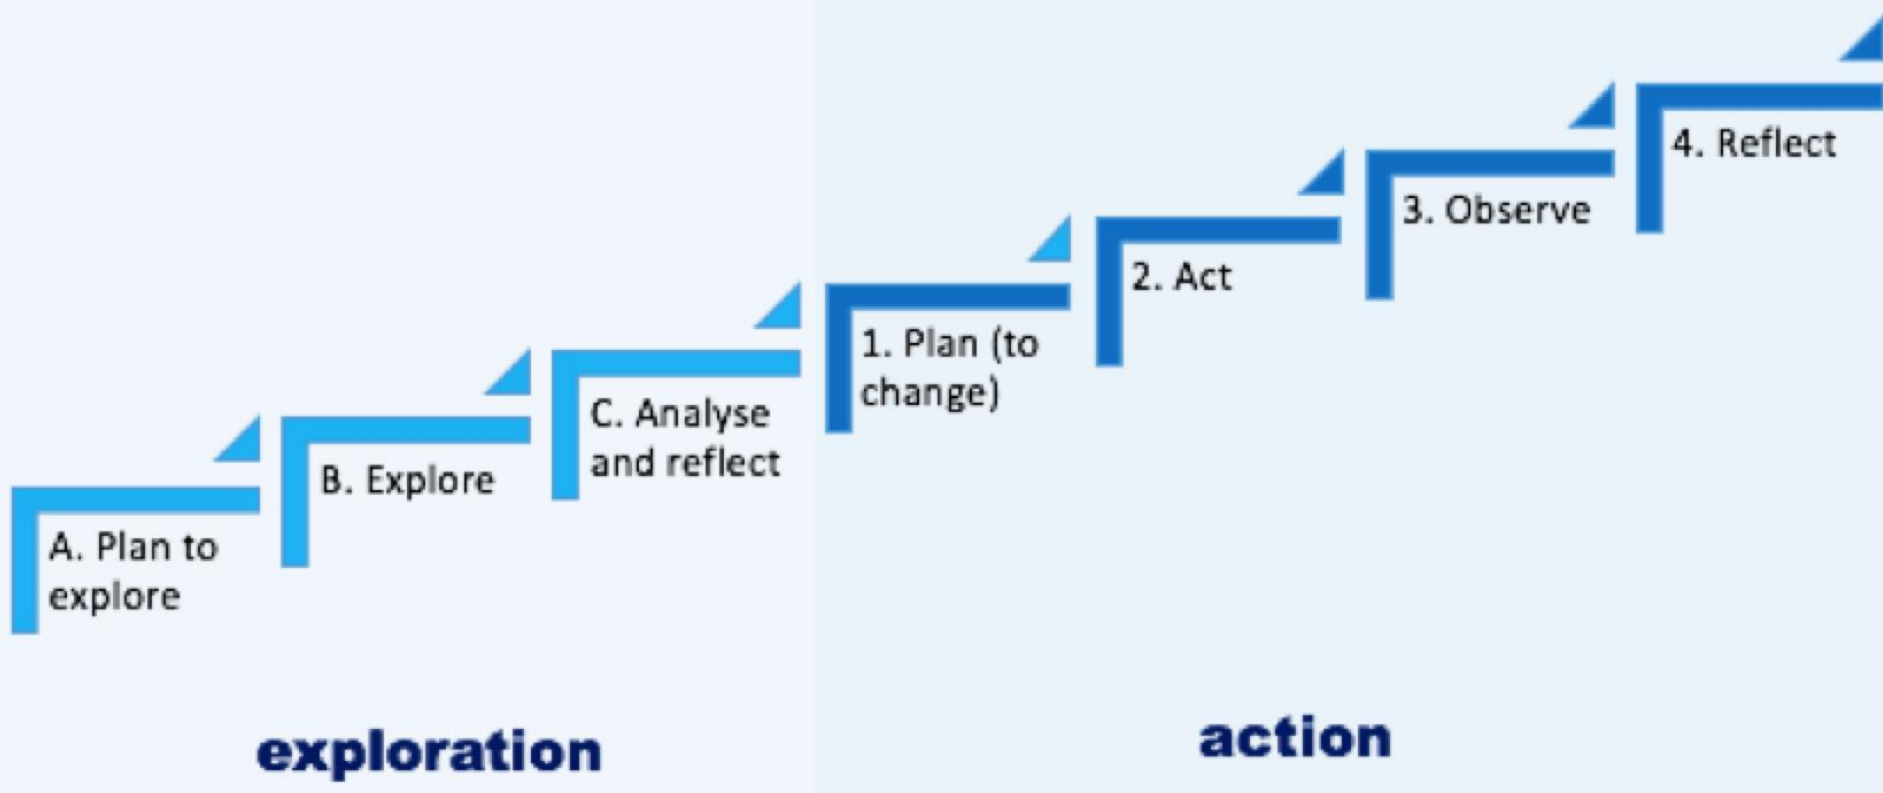 A. Plan to
explore
B. Explore
C. Analyse
and reflect
1. Plan (to
change)
2. Act
3. Observe
4. Reflect
exploration
action